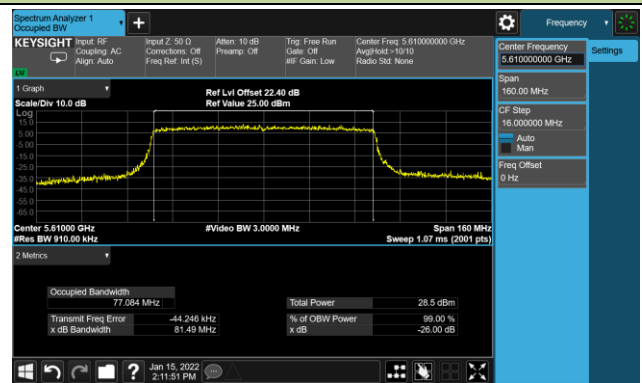 Spectrum Analyzer 1
Occupied BW
Frequency
KEYSIGHT
Input: RF
Coupling: AC
Align: Auto
Input Z: 50 Ω
Corrections: Off
Freq Ref: Int (S)
Atten: 10 dB
Preamp: Off
Trig: Free Run
Gate: Off
#IF Gain: Low
Center Freq: 5.610000000 GHz
Avg|Hold:>10/10
Radio Std: None
Center Frequency
5.610000000 GHz
Settings
Span
160.00 MHz
CF Step
16.000000 MHz
Auto
Man
Freq Offset
0 Hz
1 Graph
Scale/Div 10.0 dB
Ref Lvl Offset 22.40 dB
Ref Value 25.00 dBm
Log
15.0
5.00
-5.00
-15.0
-25.0
-35.0
-45.0
-55.0
-65.0
Center 5.61000 GHz
#Video BW 3.0000 MHz
Span 160 MHz
#Res BW 910.00 kHz
Sweep 1.07 ms (2001 pts)
2 Metrics
Occupied Bandwidth
77.084 MHz
Total Power
28.5 dBm
Transmit Freq Error
-44.246 kHz
% of OBW Power
99.00 %
x dB Bandwidth
81.49 MHz
x dB
-26.00 dB
?
Jan 15, 2022
2:11:51 PM